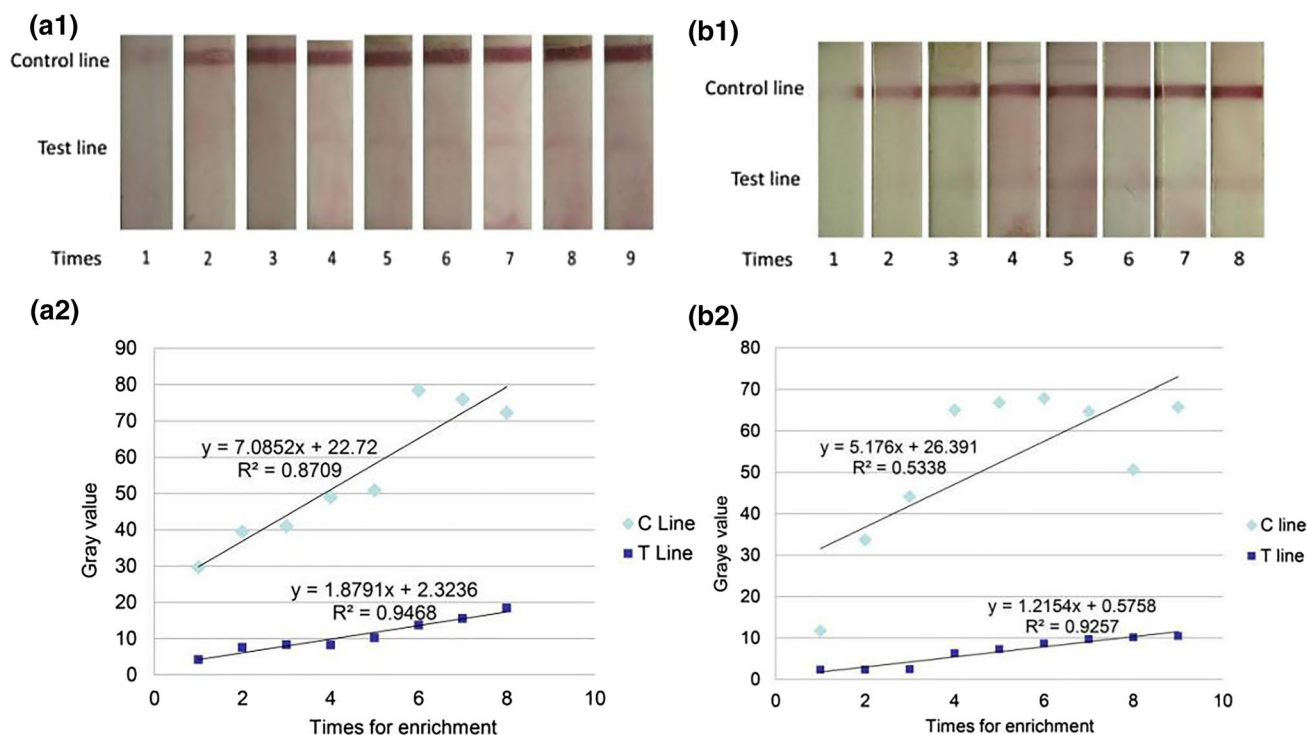 (a1)
Control line
Test line
Times 1 2 3 4 5 6 7 8 9
(b1)
Control line
Test line
Times 1 2 3 4 5 6 7 8
(a2)
90
80
70
60
50
40
30
20
10
0
Gray value
y = 7.0852x + 22.72
R² = 0.8709
y = 1.8791x + 2.3236
R² = 0.9468
C Line
T Line
0 2 4 6 8 10
Times for enrichment
(b2)
80
70
60
50
40
30
20
10
0
Graye value
y = 5.176x + 26.391
R² = 0.5338
y = 1.2154x + 0.5758
R² = 0.9257
C line
T line
0 2 4 6 8 10
Times for enrichment